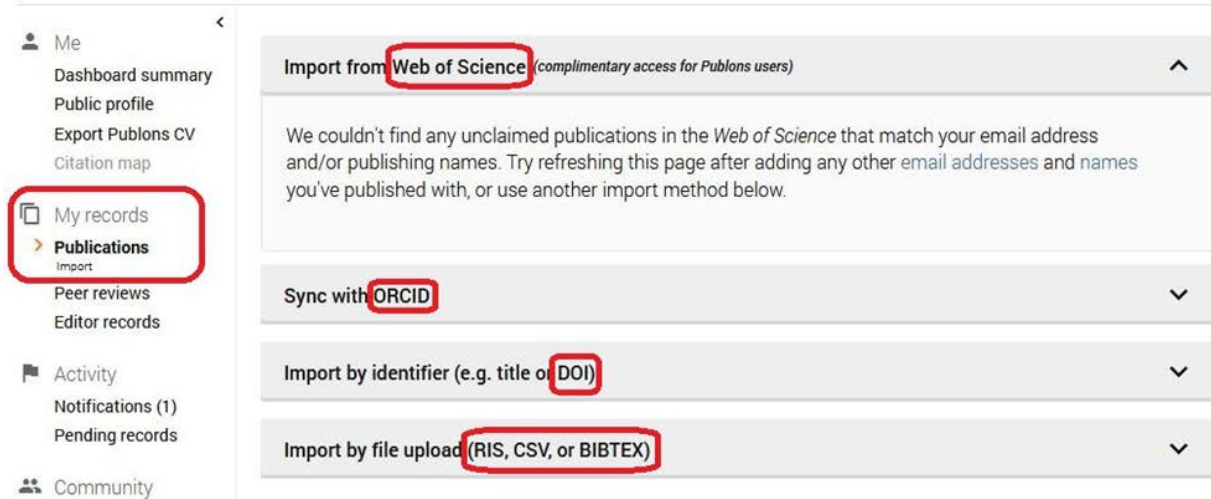 Me
Dashboard summary
Public profile
Export Publons CV
Citation map
My records
Publications
Import
Peer reviews
Editor records
Activity
Notifications (1)
Pending records
Community
Import from Web of Science (complimentary access for Publons users)
We couldn't find any unclaimed publications in the Web of Science that match your email address
and/or publishing names. Try refreshing this page after adding any other email addresses and names
you've published with, or use another import method below.
Sync with ORCID
Import by identifier (e.g. title or DOI)
Import by file upload (RIS, CSV, or BIBTEX)